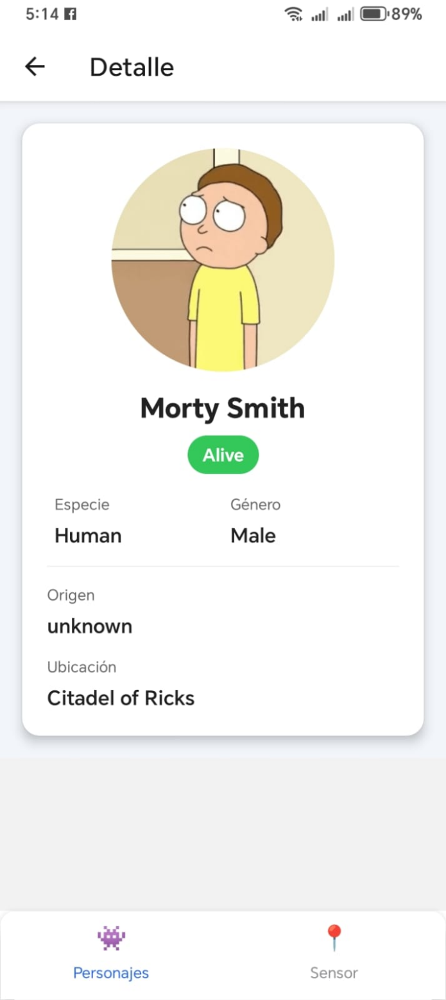 5:14
89%
Detalle
Morty Smith
Alive
Especie Género
Human Male
Origen
unknown
Ubicación
Citadel of Ricks
Personajes Sensor